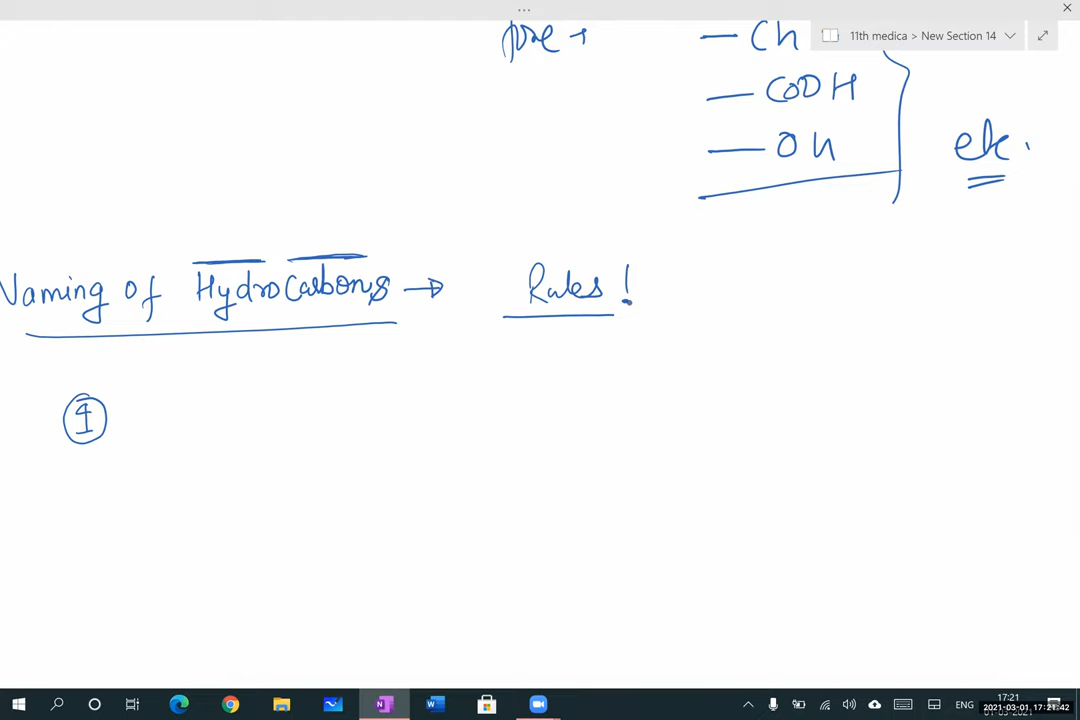 11th medica > New Section 14
— Ch
— COOH
— OH
etc.
Naming of Hydrocarbons → Rules!
1
17:21
ENG
2021-03-01 17:21:42